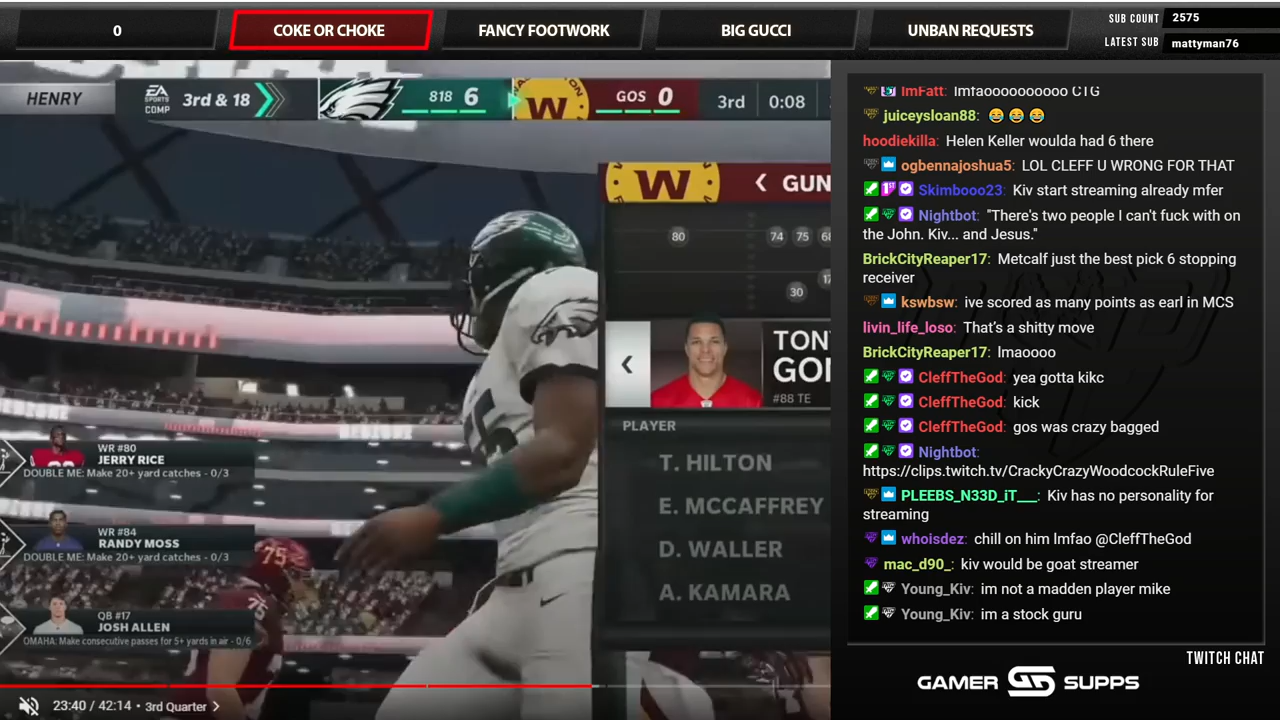 0
COKE OR CHOKE
FANCY FOOTWORK
BIG GUCCI
UNBAN REQUESTS
SUB COUNT 2575
LATEST SUB mattyman76
HENRY
EA SPORTS COMP
3rd & 18
818 6
W
GOS 0
3rd 0:08
W
GUN
80
74 75
30
TON
GOI
#88 TE
PLAYER
T. HILTON
E. MCCAFFREY
D. WALLER
A. KAMARA
WR #80
JERRY RICE
DOUBLE ME: Make 20+ yard catches - 0/3
WR #84
RANDY MOSS
DOUBLE ME: Make 20+ yard catches - 0/3
QB #17
JOSH ALLEN
OMAHA: Make consecutive passes for 5+ yards in air - 0/6
75
75
23:40 / 42:14 • 3rd Quarter
ImFatt: lmfaoooooooooo CTG
juiceysloan88: 😂 😂 😂
hoodiekilla: Helen Keller woulda had 6 there
ogbennajoshua5: LOL CLEFF U WRONG FOR THAT
Skimbooo23: Kiv start streaming already mfer
Nightbot: "There's two people I can't fuck with on
the John. Kiv... and Jesus."
BrickCityReaper17: Metcalf just the best pick 6 stopping
receiver
kswbsw: ive scored as many points as earl in MCS
livin_life_loso: That's a shitty move
BrickCityReaper17: lmaoooo
CleffTheGod: yea gotta kikc
CleffTheGod: kick
CleffTheGod: gos was crazy bagged
Nightbot:
https://clips.twitch.tv/CrackyCrazyWoodcockRuleFive
PLEEBS_N33D_iT___: Kiv has no personality for
streaming
whoisdez: chill on him lmfao @CleffTheGod
mac_d90_: kiv would be goat streamer
Young_Kiv: im not a madden player mike
Young_Kiv: im a stock guru
TWITCH CHAT
GAMER SUPPS